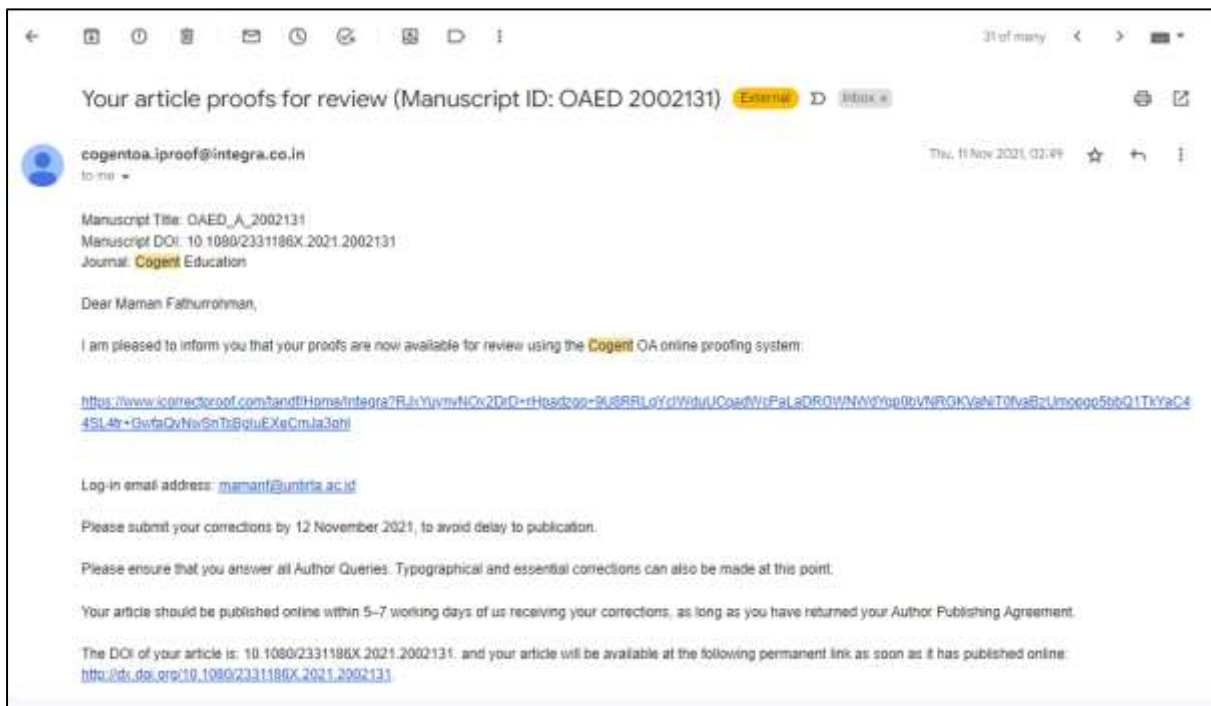 31 of many
Your article proofs for review (Manuscript ID: OAED 2002131) External Inbox x
cogentoa.iproof@integra.co.in
Thu, 11 Nov 2021, 02:49
to me
Manuscript Title: OAED_A_2002131
Manuscript DOI: 10.1080/2331186X.2021.2002131
Journal: Cogent Education
Dear Maman Fathurrohman,
I am pleased to inform you that your proofs are now available for review using the Cogent OA online proofing system:
Log-in email address: mamanf@untirta.ac.id
Please submit your corrections by 12 November 2021, to avoid delay to publication.
Please ensure that you answer all Author Queries. Typographical and essential corrections can also be made at this point.
Your article should be published online within 5–7 working days of us receiving your corrections, as long as you have returned your Author Publishing Agreement.
The DOI of your article is: 10.1080/2331186X.2021.2002131. and your article will be available at the following permanent link as soon as it has published online:
http://dx.doi.org/10.1080/2331186X.2021.2002131.